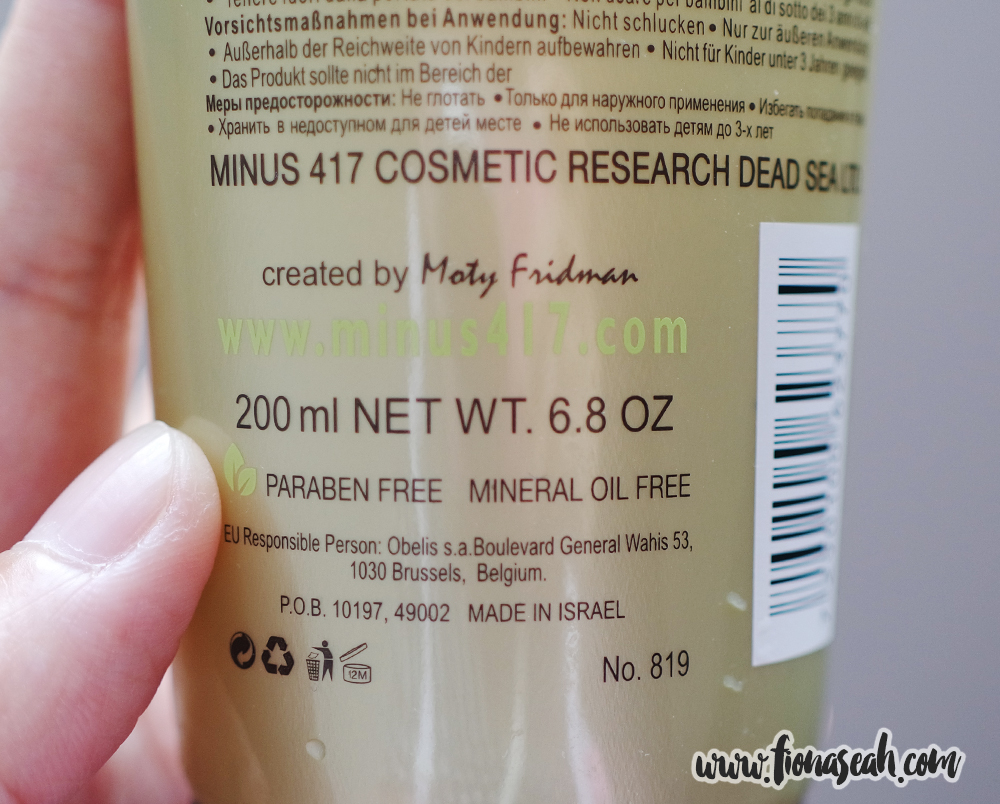 Vorsichtsmaßnahmen bei Anwendung: Nicht schlucken • Nur zur äußeren Anwendung
• Außerhalb der Reichweite von Kindern aufbewahren • Nicht für Kinder unter 3 Jahren
• Das Produkt sollte nicht im Bereich der
Меры предосторожности: Не глотать • Только для наружного применения • Избегать
• Хранить в недоступном для детей месте • Не использовать детям до 3-х лет
MINUS 417 COSMETIC RESEARCH DEAD SEA LTD
created by Moty Fridman
www.minus417.com
200 ml NET WT. 6.8 OZ
PARABEN FREE MINERAL OIL FREE
EU Responsible Person: Obelis s.a.Boulevard General Wahis 53,
1030 Brussels, Belgium.
P.O.B. 10197, 49002 MADE IN ISRAEL
12M
No. 819
www.fionaseah.com